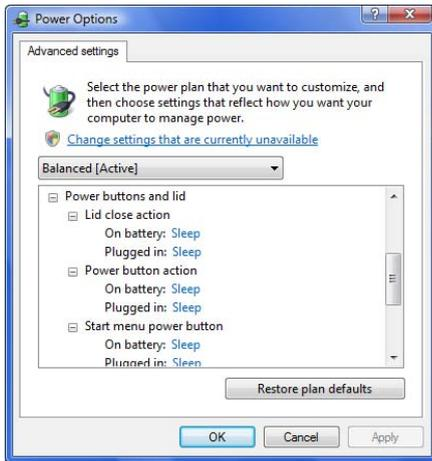 Power Options
Advanced settings
Select the power plan that you want to customize, and
then choose settings that reflect how you want your
computer to manage power.
Change settings that are currently unavailable
Balanced [Active]
Power buttons and lid
Lid close action
On battery: Sleep
Plugged in: Sleep
Power button action
On battery: Sleep
Plugged in: Sleep
Start menu power button
On battery: Sleep
Plugged in: Sleep
Restore plan defaults
OK
Cancel
Apply